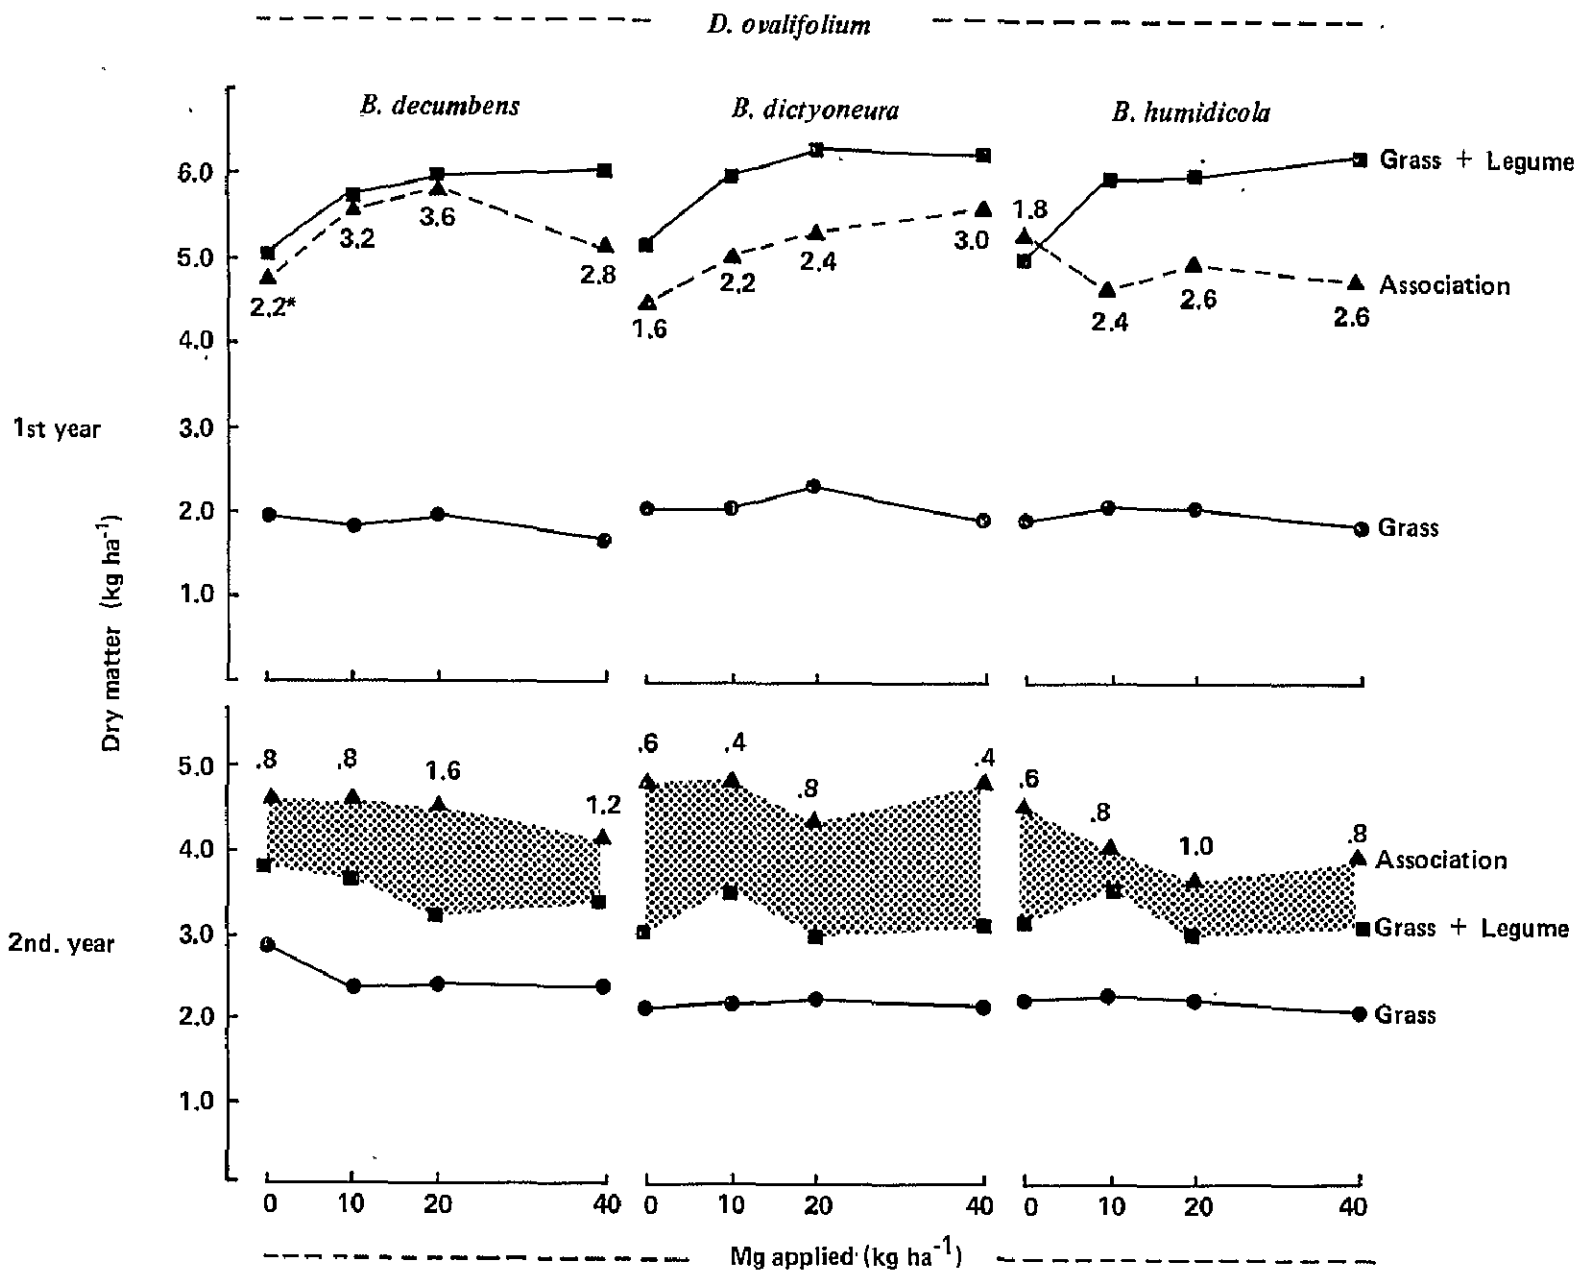 D. ovalifolium
B. decumbens
B. dictyoneura
B. humidicola
6.0
5.0
4.0
3.0
2.0
1.0
1st year
Dry matter (kg ha⁻¹)
2.2*
3.2
3.6
2.8
1.6
2.2
2.4
3.0
1.8
2.4
2.6
2.6
Grass + Legume
Association
Grass
5.0
4.0
3.0
2.0
1.0
2nd. year
.8
.8
1.6
1.2
.6
.4
.8
.4
.6
.8
1.0
.8
Association
Grass + Legume
Grass
0 10 20 40 0 10 20 40 0 10 20 40
Mg applied (kg ha⁻¹)